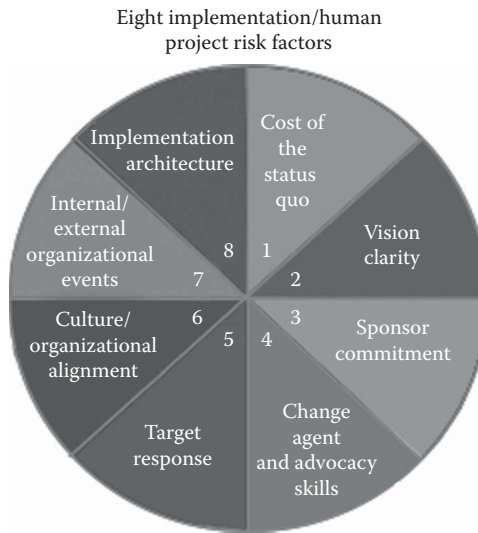 Eight implementation/human
project risk factors
Cost of
the
status
quo
1
Vision
clarity
2
3
Sponsor
commitment
4
Change
agent
and advocacy
skills
5
Target
response
6
Culture/
organizational
alignment
Internal/
external
organizational
events
7
Implementation
architecture
8